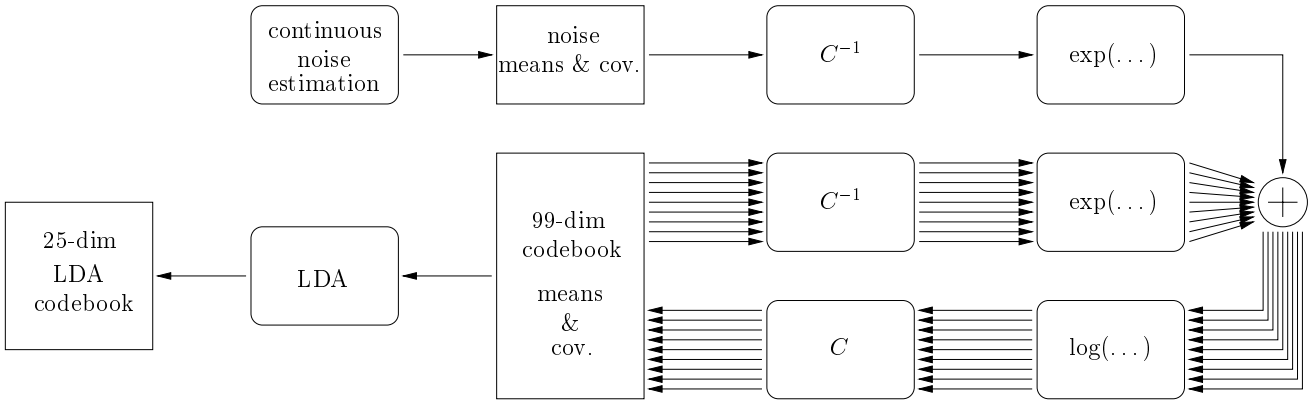 continuous
noise
estimation
noise
means & cov.
C⁻¹
exp(...)
99-dim
codebook
means
&
cov.
C⁻¹
exp(...)
+
25-dim
LDA
codebook
LDA
C
log(...)